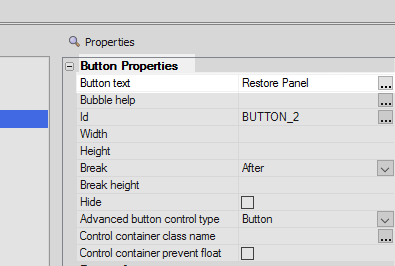 Properties
Button Properties
Button text Restore Panel ...
Bubble help ...
Id BUTTON_2 ...
Width
Height
Break After
Break height
Hide
Advanced button control type Button
Control container class name ...
Control container prevent float